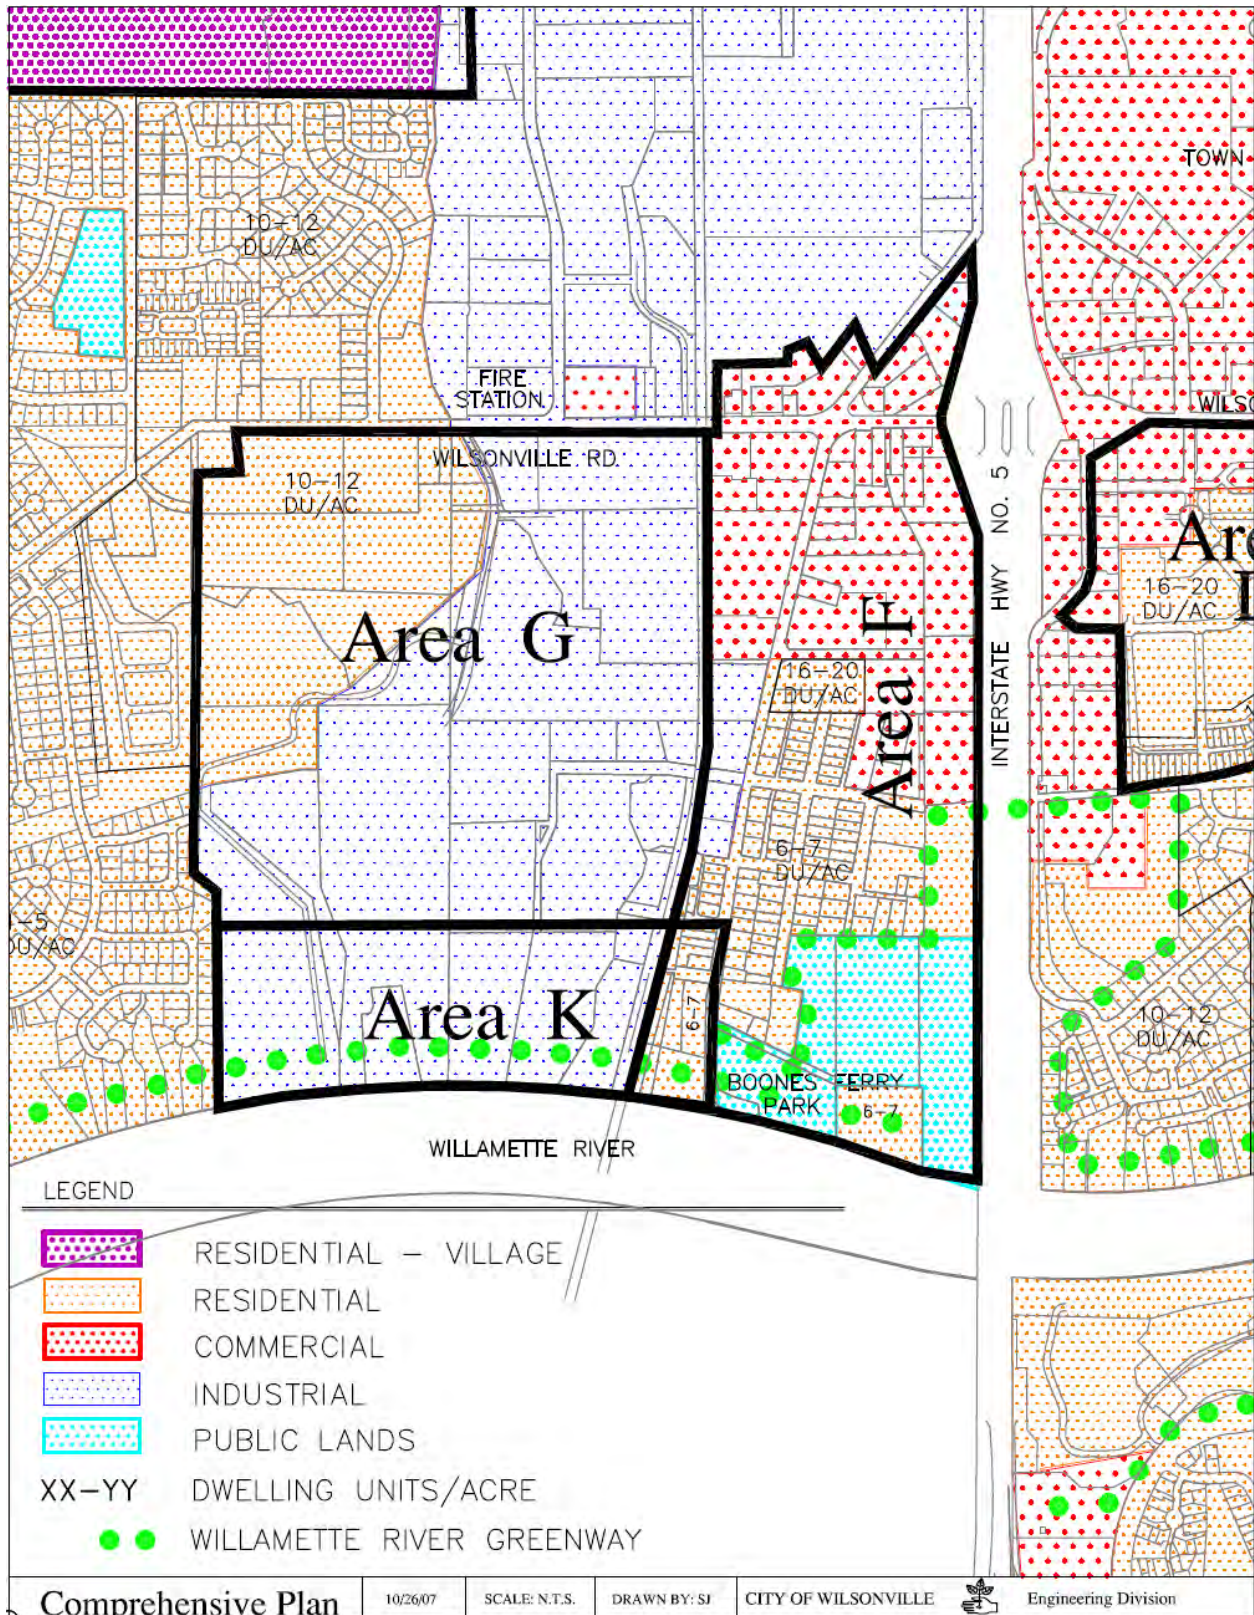 TOWN
10-12
DU/AC
FIRE
STATION
WILSONVILLE RD.
10-12
DU/AC
INTERSTATE HWY NO. 5
16-20
DU/AC
Area G
Area F
16-20
DU/AC
6-7
DU/AC
DU/AC
Area K
6-7
10-12
DU/AC
BOONES FERRY
PARK
6-7
WILLAMETTE RIVER
LEGEND
RESIDENTIAL - VILLAGE
RESIDENTIAL
COMMERCIAL
INDUSTRIAL
PUBLIC LANDS
XX-YY DWELLING UNITS/ACRE
WILLAMETTE RIVER GREENWAY
Comprehensive Plan
10/26/07
SCALE: N.T.S.
DRAWN BY: SJ
CITY OF WILSONVILLE
Engineering Division